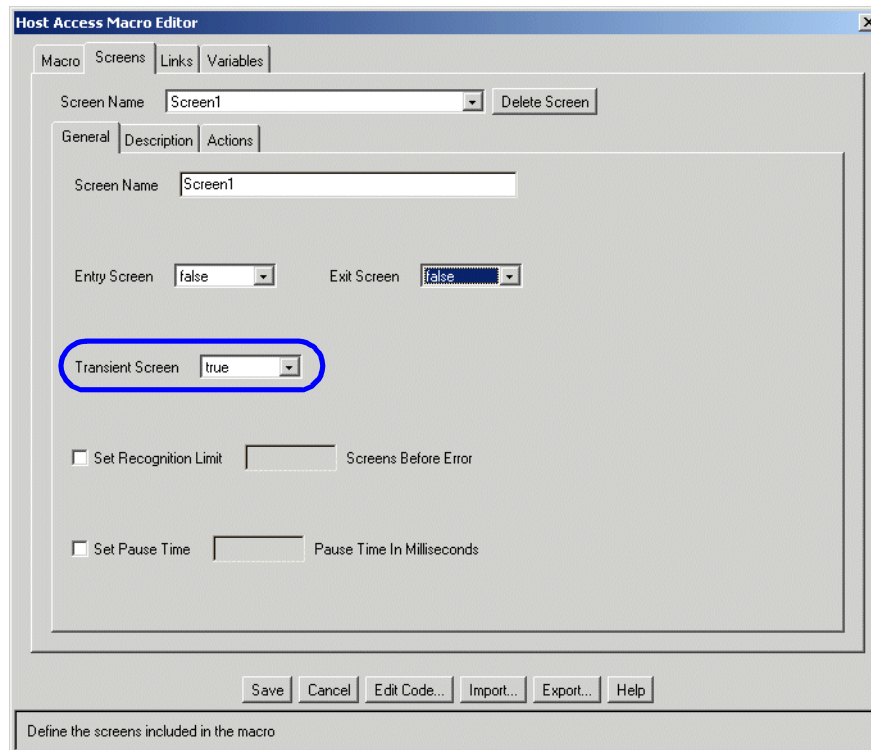 Host Access Macro Editor
Macro Screens Links Variables
Screen Name Screen1 Delete Screen
General Description Actions
Screen Name Screen1
Entry Screen false Exit Screen false
Transient Screen true
Set Recognition Limit Screens Before Error
Set Pause Time Pause Time In Milliseconds
Save Cancel Edit Code... Import... Export... Help
Define the screens included in the macro